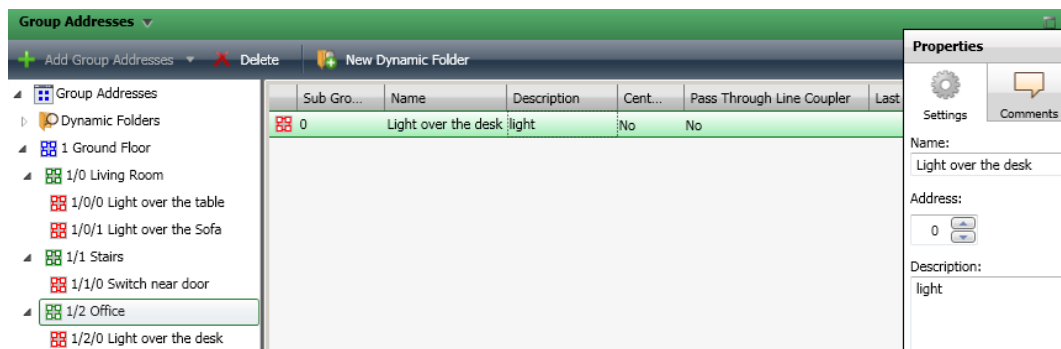 Group Addresses
Add Group Addresses Delete New Dynamic Folder
Group Addresses
Dynamic Folders
1 Ground Floor
1/0 Living Room
1/0/0 Light over the table
1/0/1 Light over the Sofa
1/1 Stairs
1/1/0 Switch near door
1/2 Office
1/2/0 Light over the desk
Sub Gro... Name Description Cent... Pass Through Line Coupler Last
0 Light over the desk light No No
Properties
Settings Comments
Name:
Light over the desk
Address:
0
Description:
light